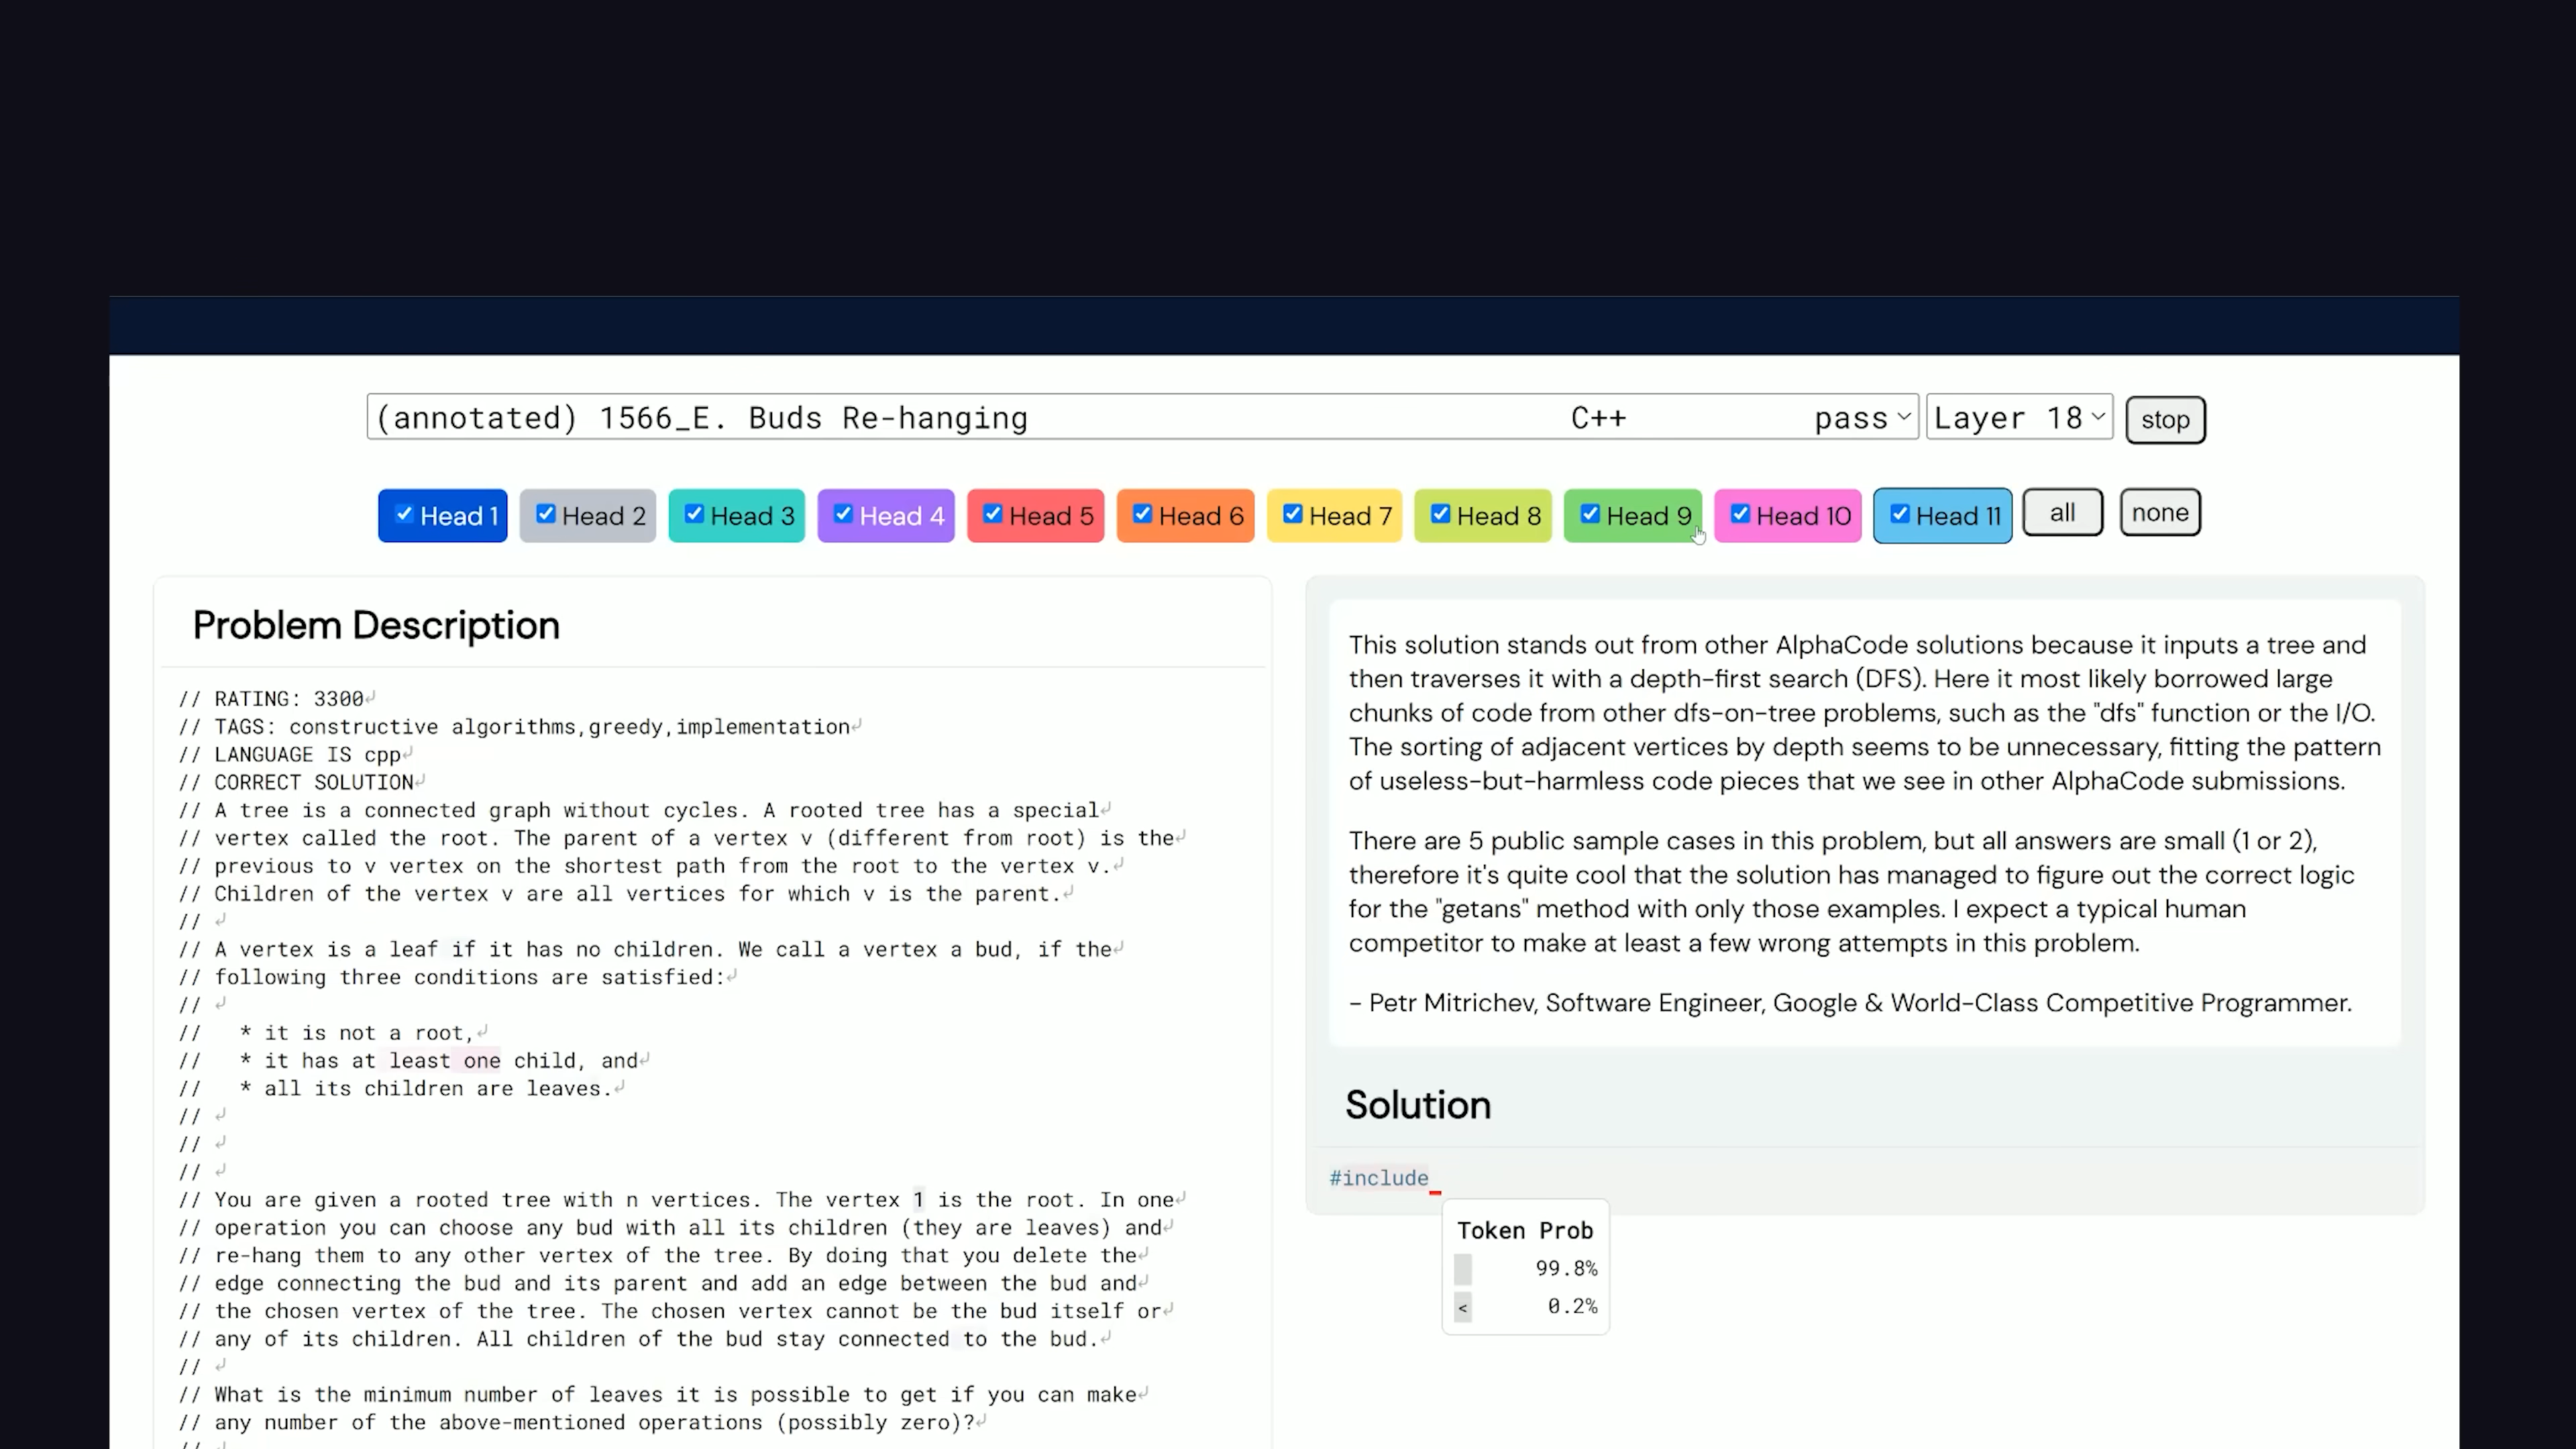 (annotated) 1566_E. Buds Re-hanging C++ pass Layer 18 stop
Head 1 Head 2 Head 3 Head 4 Head 5 Head 6 Head 7 Head 8 Head 9 Head 10 Head 11 all none
Problem Description
// RATING: 3300
// TAGS: constructive algorithms,greedy,implementation
// LANGUAGE IS cpp
// CORRECT SOLUTION
// A tree is a connected graph without cycles. A rooted tree has a special
// vertex called the root. The parent of a vertex v (different from root) is the
// previous to v vertex on the shortest path from the root to the vertex v.
// Children of the vertex v are all vertices for which v is the parent.
//
// A vertex is a leaf if it has no children. We call a vertex a bud, if the
// following three conditions are satisfied:
//
//   * it is not a root,
//   * it has at least one child, and
//   * all its children are leaves.
//
//
//
// You are given a rooted tree with n vertices. The vertex 1 is the root. In one
// operation you can choose any bud with all its children (they are leaves) and
// re-hang them to any other vertex of the tree. By doing that you delete the
// edge connecting the bud and its parent and add an edge between the bud and
// the chosen vertex of the tree. The chosen vertex cannot be the bud itself or
// any of its children. All children of the bud stay connected to the bud.
//
// What is the minimum number of leaves it is possible to get if you can make
// any number of the above-mentioned operations (possibly zero)?
//
This solution stands out from other AlphaCode solutions because it inputs a tree and
then traverses it with a depth-first search (DFS). Here it most likely borrowed large
chunks of code from other dfs-on-tree problems, such as the "dfs" function or the I/O.
The sorting of adjacent vertices by depth seems to be unnecessary, fitting the pattern
of useless-but-harmless code pieces that we see in other AlphaCode submissions.
There are 5 public sample cases in this problem, but all answers are small (1 or 2),
therefore it's quite cool that the solution has managed to figure out the correct logic
for the "getans" method with only those examples. I expect a typical human
competitor to make at least a few wrong attempts in this problem.
- Petr Mitrichev, Software Engineer, Google & World-Class Competitive Programmer.
Solution
#include
Token Prob
99.8%
< 0.2%